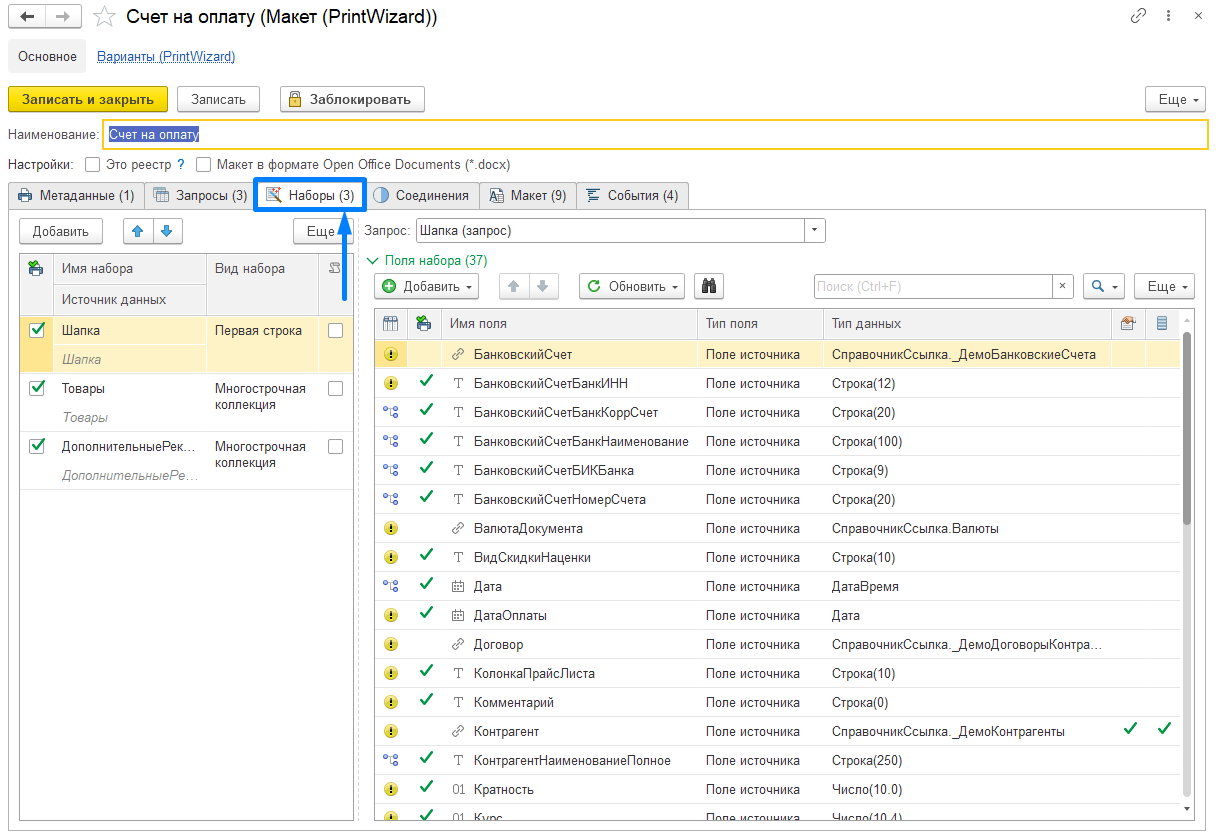 Счет на оплату (Макет (PrintWizard))
Основное Варианты (PrintWizard)
Записать и закрыть Записать Заблокировать Еще
Наименование: Счет на оплату
Настройки: Это реестр ? Макет в формате Open Office Documents (*.docx)
Метаданные (1) Запросы (3) Наборы (3) Соединения Макет (9) События (4)
Добавить Еще
Имя набора Вид набора
Источник данных
Шапка Первая строка
Шапка
Товары Многострочная
коллекция
Товары
ДополнительныеРек... Многострочная
коллекция
ДополнительныеРе...
Запрос: Шапка (запрос)
Поля набора (37)
Добавить Обновить Поиск (Ctrl+F) × Еще
Имя поля Тип поля Тип данных
БанковскийСчет Поле источника СправочникСсылка._ДемоБанковскиеСчета
T БанковскийСчетБанкИНН Поле источника Строка(12)
T БанковскийСчетБанкКоррСчет Поле источника Строка(20)
T БанковскийСчетБанкНаименование Поле источника Строка(100)
T БанковскийСчетБИКБанка Поле источника Строка(9)
T БанковскийСчетНомерСчета Поле источника Строка(20)
ВалютаДокумента Поле источника СправочникСсылка.Валюты
T ВидСкидкиНаценки Поле источника Строка(10)
Дата Поле источника ДатаВремя
ДатаОплаты Поле источника Дата
Договор Поле источника СправочникСсылка._ДемоДоговорыКонтра...
T КолонкаПрайсЛиста Поле источника Строка(10)
T Комментарий Поле источника Строка(0)
Контрагент Поле источника СправочникСсылка._ДемоКонтрагенты
T КонтрагентНаименованиеПолное Поле источника Строка(250)
01 Кратность Поле источника Число(10.0)
01 Курс Поле источника Число(10.4)